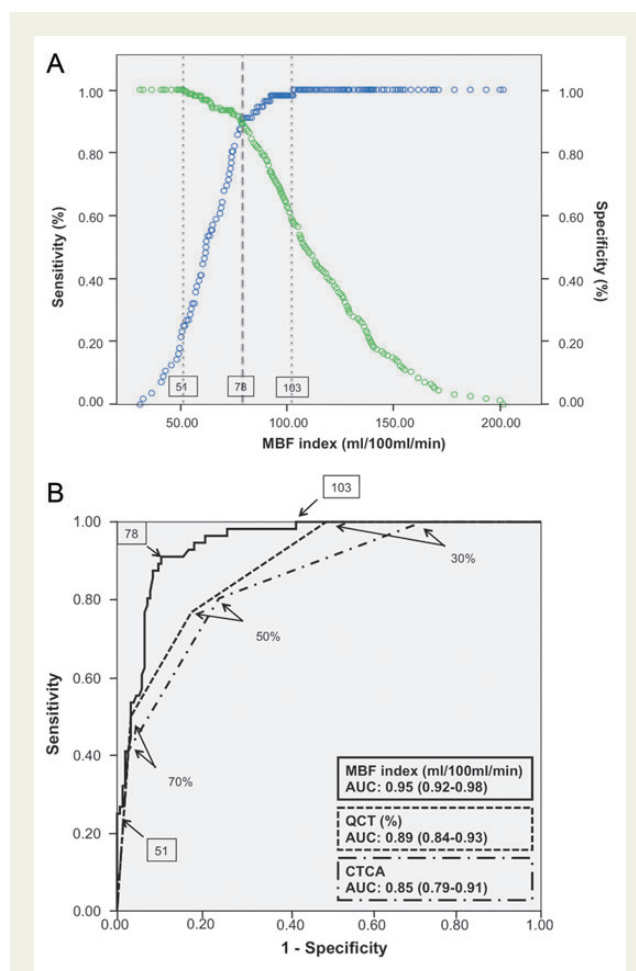 A
1.00
0.80
0.60
0.40
0.20
0.00
Sensitivity (%)
1.00
0.80
0.60
0.40
0.20
0.00
Specificity (%)
51
78
103
50.00
100.00
150.00
200.00
MBF index (ml/100ml/min)
B
103
78
1.00
0.80
0.60
0.40
0.20
0.00
Sensitivity
30%
50%
70%
51
MBF index (ml/100ml/min)
AUC: 0.95 (0.92-0.98)
QCT (%)
AUC: 0.89 (0.84-0.93)
CTCA
AUC: 0.85 (0.79-0.91)
0.00
0.20
0.40
0.60
0.80
1.00
1 - Specificity